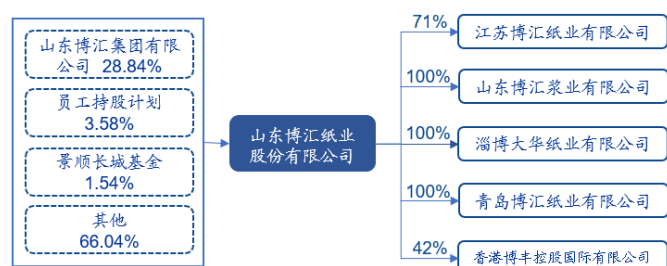 山东博汇集团有限
公司 28.84%
员工持股计划
3.58%
景顺长城基金
1.54%
其他
66.04%
山东博汇纸业
股份有限公司
71%
江苏博汇纸业有限公司
100%
山东博汇浆业有限公司
100%
淄博大华纸业有限公司
100%
青岛博汇纸业有限公司
42%
香港博丰控股国际有限公司